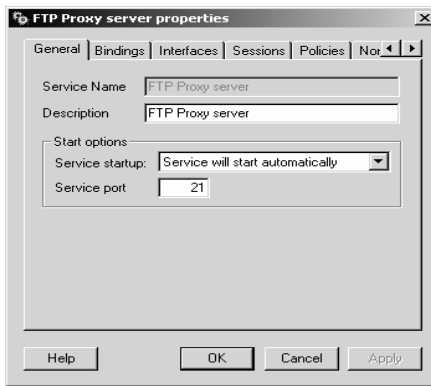 FTP Proxy server properties
General Bindings Interfaces Sessions Policies
Service Name FTP Proxy server
Description FTP Proxy server
Start options
Service startup: Service will start automatically
Service port 21
Help OK Cancel Apply